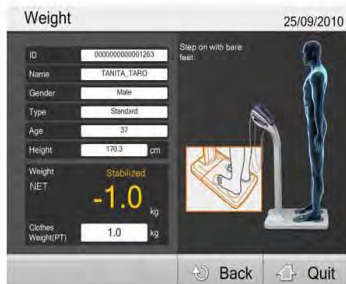 Weight 25/09/2010
ID 0000000000001263
Name TANITA_TARO
Gender Male
Type Standard
Age 37
Height 170.3 cm
Weight Stabilized
NET -1.0 kg
Clothes
Weight(PT) 1.0 kg
Step on with bare
feet
Back Quit